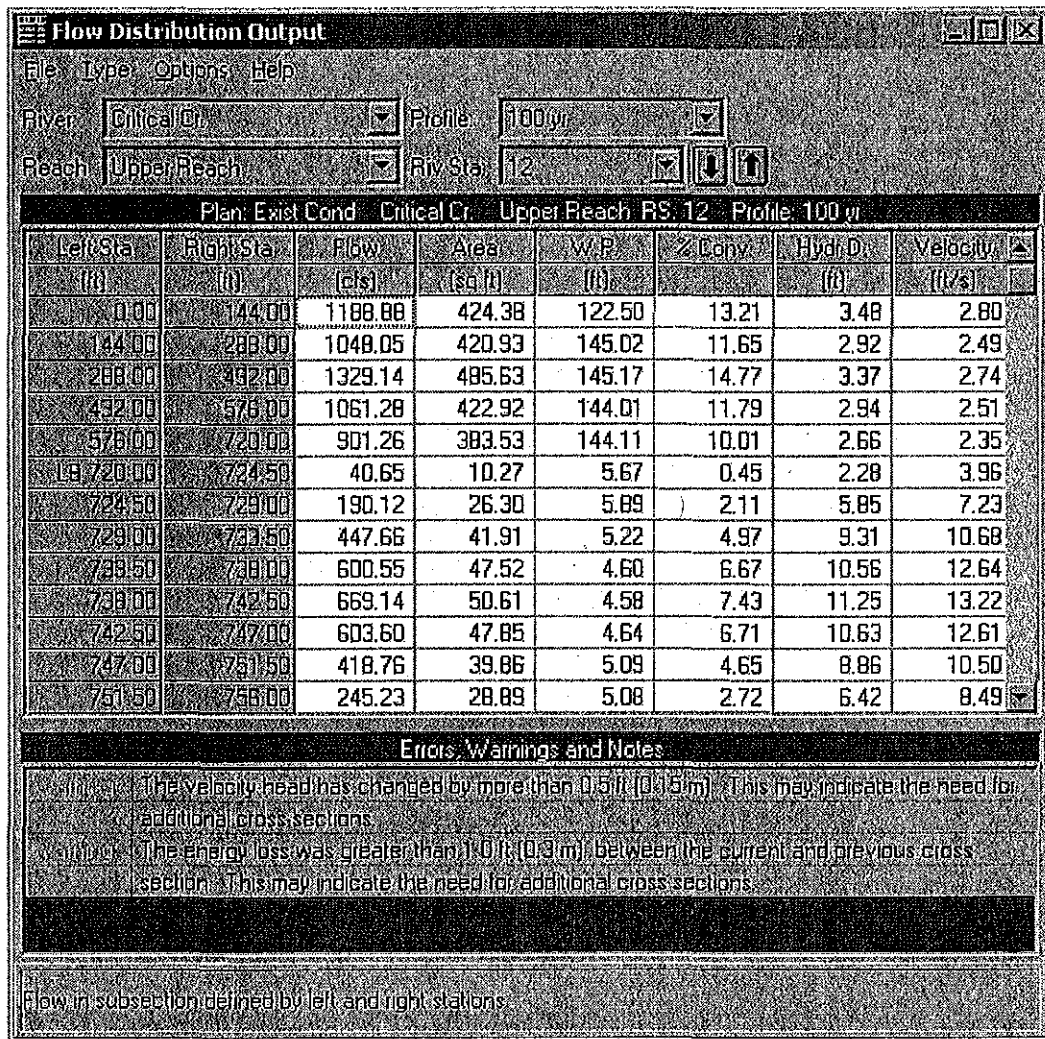 Flow Distribution Output
File Type Options Help
River: Critical Cr. Profile: 100 yr
Reach Upper Reach Riv Sta: 12
Plan: Exist Cond Critical Cr. Upper Reach RS: 12 Profile: 100 yr
Left Sta Right Sta Flow Area W.P. % Conv. Hydr D. Velocity
(ft) (ft) (cfs) (sq ft) (ft) (ft) (ft/s)
0.00 144.00 1188.88 424.38 122.50 13.21 3.48 2.80
144.00 288.00 1048.05 420.93 145.02 11.65 2.92 2.49
288.00 432.00 1329.14 485.63 145.17 14.77 3.37 2.74
432.00 576.00 1061.28 422.92 144.01 11.79 2.94 2.51
576.00 720.00 901.26 383.53 144.11 10.01 2.66 2.35
LB 720.00 724.50 40.65 10.27 5.67 0.45 2.28 3.96
724.50 729.00 190.12 26.30 5.89 2.11 5.85 7.23
729.00 733.50 447.66 41.91 5.22 4.97 9.31 10.68
733.50 738.00 600.55 47.52 4.60 6.67 10.56 12.64
738.00 742.50 669.14 50.61 4.58 7.43 11.25 13.22
742.50 747.00 603.60 47.85 4.64 6.71 10.63 12.61
747.00 751.50 418.76 39.86 5.09 4.65 8.86 10.50
751.50 756.00 245.23 28.89 5.08 2.72 6.42 8.49
Errors, Warnings and Notes
The velocity head has changed by more than 0.5 ft (0.15 m). This may indicate the need for
additional cross sections.
The energy loss was greater than 1.0 ft (0.3 m). between the current and previous cross
section. This may indicate the need for additional cross sections.
Flow in subsection defined by left and right stations.